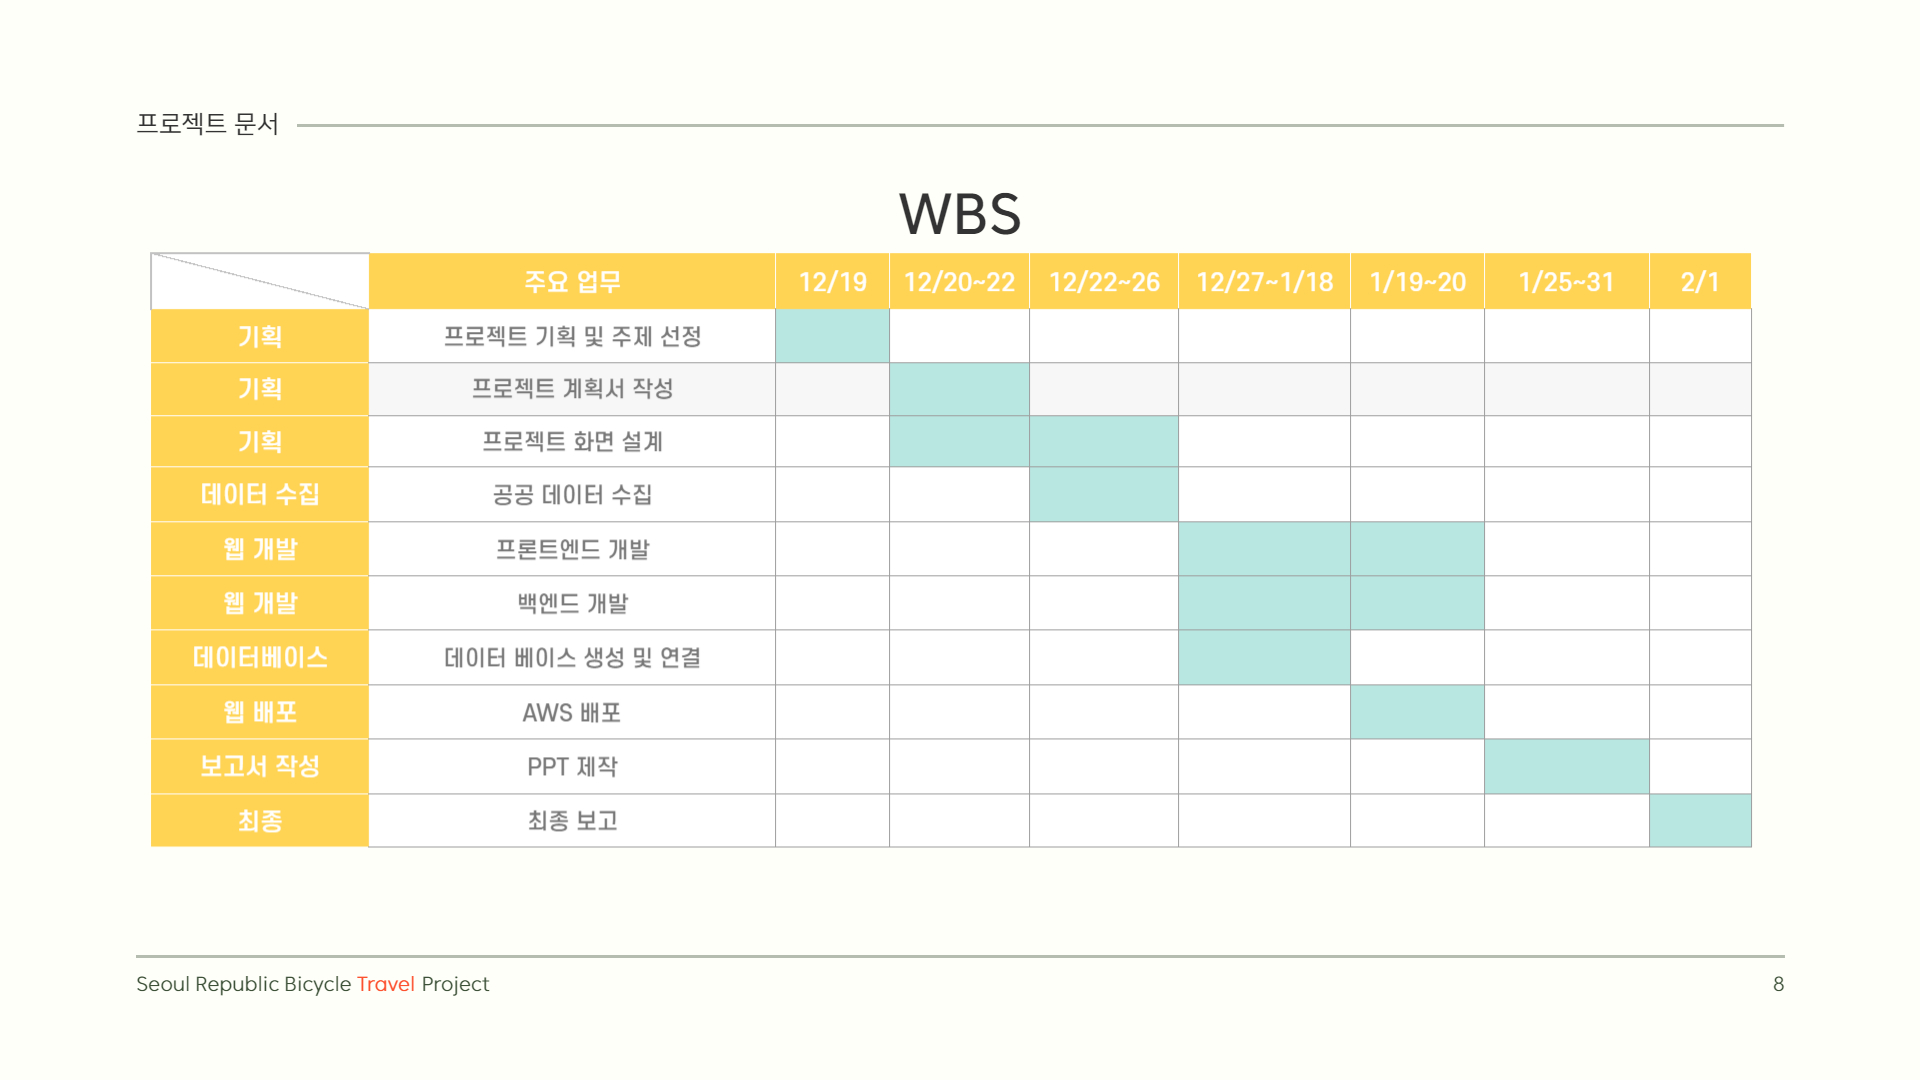 프로젝트 문서
WBS
주요 업무 12/19 12/20~22 12/22~26 12/27~1/18 1/19~20 1/25~31 2/1
기획 프로젝트 기획 및 주제 선정
기획 프로젝트 계획서 작성
기획 프로젝트 화면 설계
데이터 수집 공공 데이터 수집
웹 개발 프론트엔드 개발
웹 개발 백엔드 개발
데이터베이스 데이터 베이스 생성 및 연결
웹 배포 AWS 배포
보고서 작성 PPT 제작
최종 최종 보고
Seoul Republic Bicycle Travel Project 8